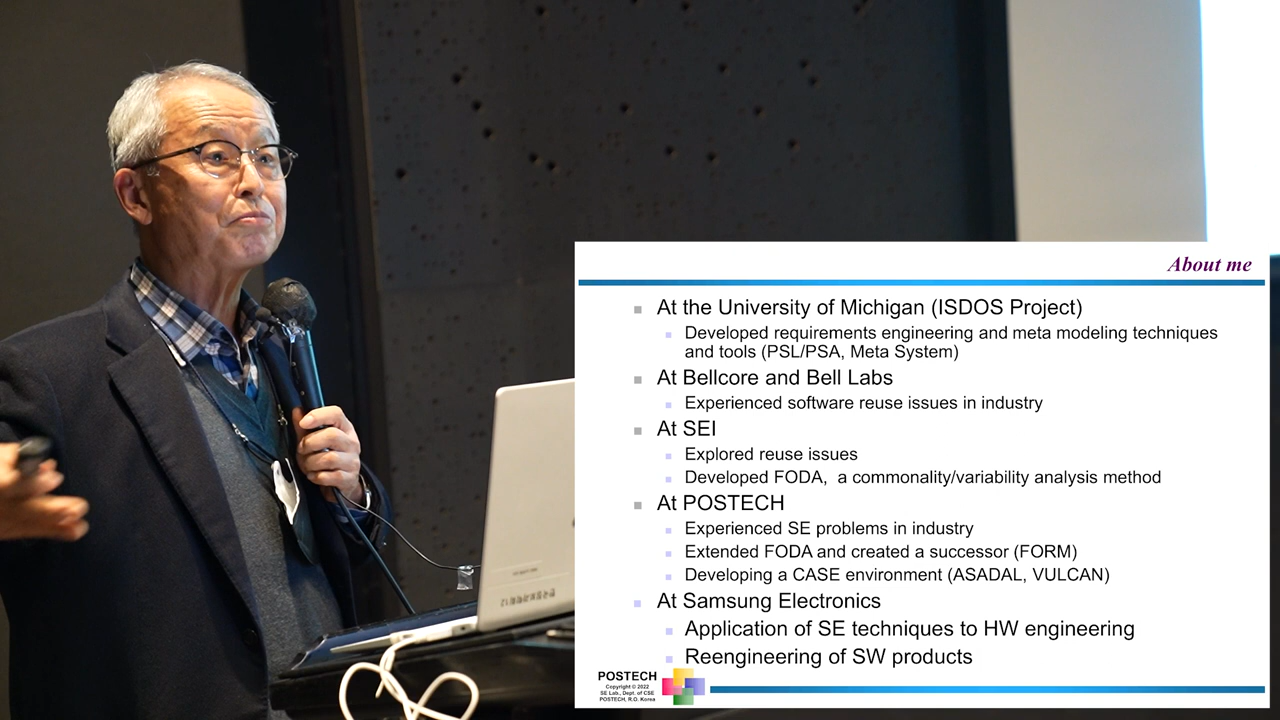 About me
At the University of Michigan (ISDOS Project)
Developed requirements engineering and meta modeling techniques
and tools (PSL/PSA, Meta System)
At Bellcore and Bell Labs
Experienced software reuse issues in industry
At SEI
Explored reuse issues
Developed FODA, a commonality/variability analysis method
At POSTECH
Experienced SE problems in industry
Extended FODA and created a successor (FORM)
Developing a CASE environment (ASADAL, VULCAN)
At Samsung Electronics
Application of SE techniques to HW engineering
Reengineering of SW products
POSTECH
Copyright © 2022
SE Lab., Dept. of CSE
POSTECH, R.O. Korea